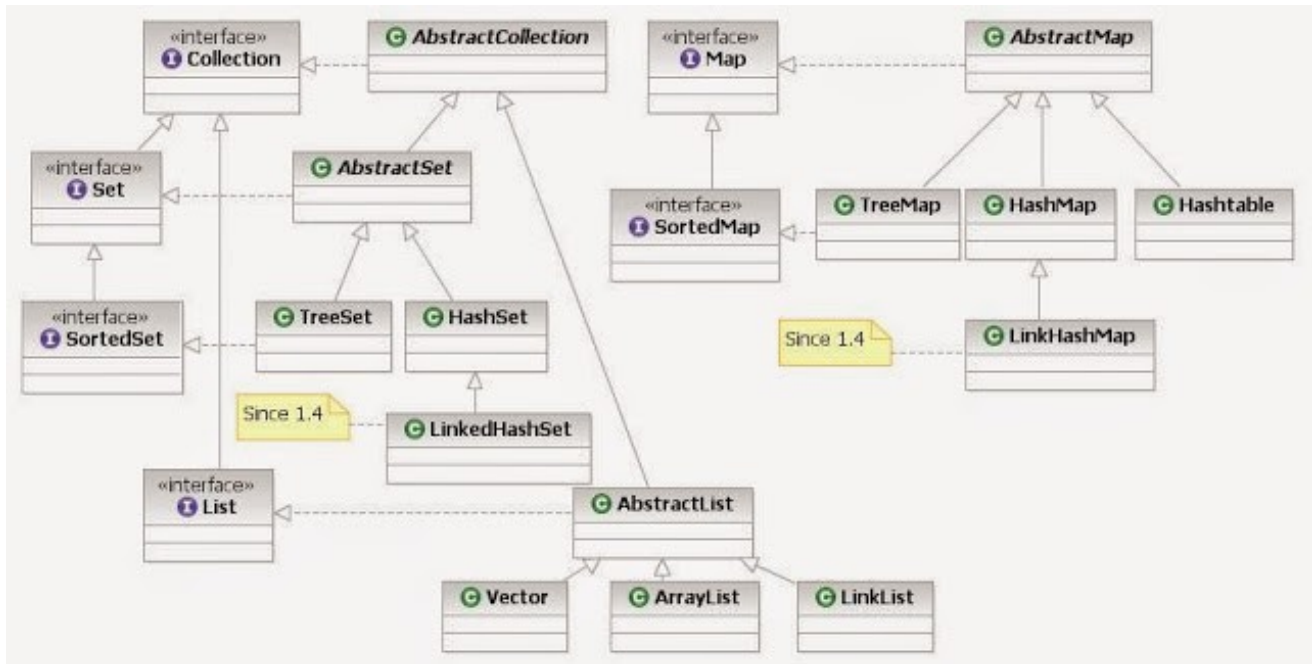 «interface»
Collection
AbstractCollection
«interface»
Map
AbstractMap
«interface»
Set
AbstractSet
«interface»
SortedMap
TreeMap
HashMap
Hashtable
«interface»
SortedSet
TreeSet
HashSet
Since 1.4
LinkHashMap
Since 1.4
LinkedHashSet
«interface»
List
AbstractList
Vector
ArrayList
LinkList